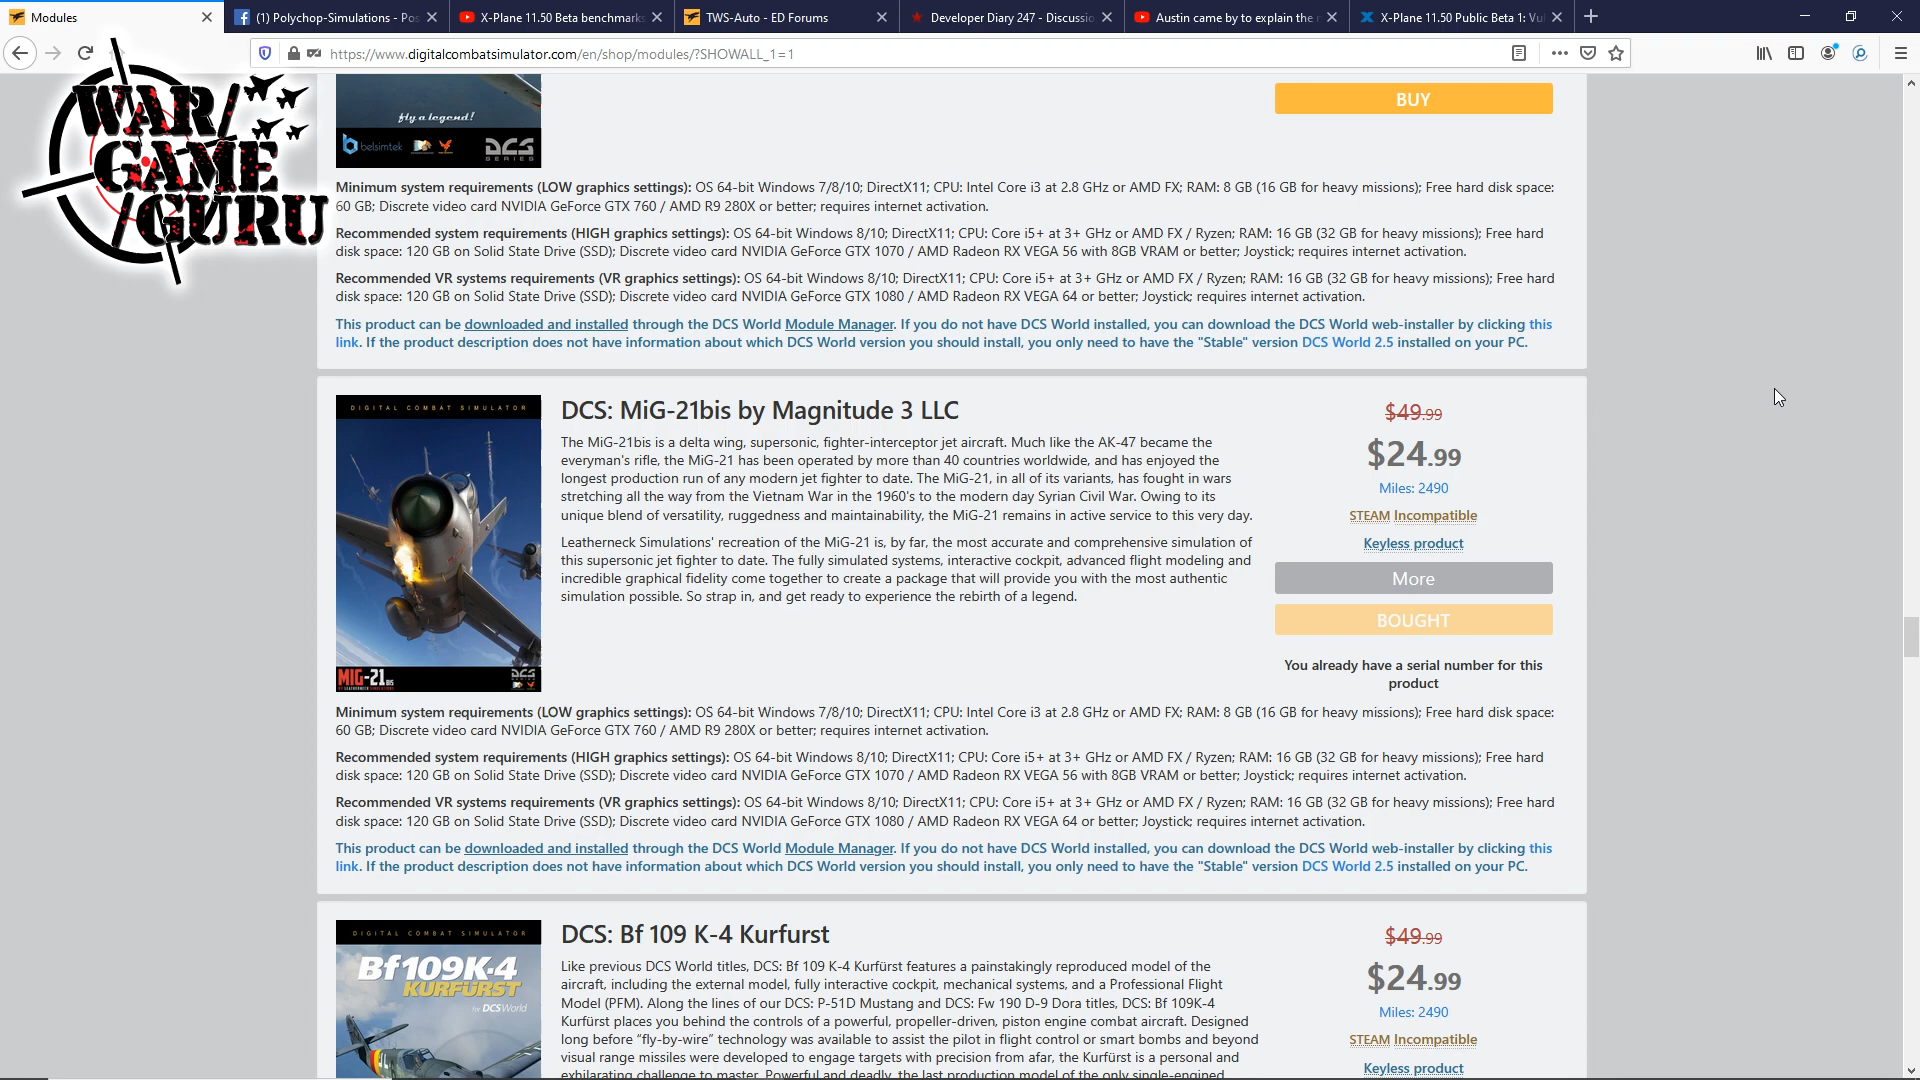 Modules
(1) Polychop-Simulations - Pos
X-Plane 11.50 Beta benchmarks
TWS-Auto - ED Forums
Developer Diary 247 - Discussio
Austin came by to explain the n
X-Plane 11.50 Public Beta 1: Vul
https://www.digitalcombatsimulator.com/en/shop/modules/?SHOWALL_1=1
WAR/
GAME
/GURU
fly a legend!
belsimtek
DCS
SERIES
BUY
Minimum system requirements (LOW graphics settings): OS 64-bit Windows 7/8/10; DirectX11; CPU: Intel Core i3 at 2.8 GHz or AMD FX; RAM: 8 GB (16 GB for heavy missions); Free hard disk space:
60 GB; Discrete video card NVIDIA GeForce GTX 760 / AMD R9 280X or better; requires internet activation.
Recommended system requirements (HIGH graphics settings): OS 64-bit Windows 8/10; DirectX11; CPU: Core i5+ at 3+ GHz or AMD FX / Ryzen; RAM: 16 GB (32 GB for heavy missions); Free hard
disk space: 120 GB on Solid State Drive (SSD); Discrete video card NVIDIA GeForce GTX 1070 / AMD Radeon RX VEGA 56 with 8GB VRAM or better; Joystick; requires internet activation.
Recommended VR systems requirements (VR graphics settings): OS 64-bit Windows 8/10; DirectX11; CPU: Core i5+ at 3+ GHz or AMD FX / Ryzen; RAM: 16 GB (32 GB for heavy missions); Free hard
disk space: 120 GB on Solid State Drive (SSD); Discrete video card NVIDIA GeForce GTX 1080 / AMD Radeon RX VEGA 64 or better; Joystick; requires internet activation.
This product can be downloaded and installed through the DCS World Module Manager. If you do not have DCS World installed, you can download the DCS World web-installer by clicking this
link. If the product description does not have information about which DCS World version you should install, you only need to have the "Stable" version DCS World 2.5 installed on your PC.
DIGITAL COMBAT SIMULATOR
MIG-21BIS
DCS
DCS: MiG-21bis by Magnitude 3 LLC
The MiG-21bis is a delta wing, supersonic, fighter-interceptor jet aircraft. Much like the AK-47 became the
everyman's rifle, the MiG-21 has been operated by more than 40 countries worldwide, and has enjoyed the
longest production run of any modern jet fighter to date. The MiG-21, in all of its variants, has fought in wars
stretching all the way from the Vietnam War in the 1960's to the modern day Syrian Civil War. Owing to its
unique blend of versatility, ruggedness and maintainability, the MiG-21 remains in active service to this very day.
Leatherneck Simulations' recreation of the MiG-21 is, by far, the most accurate and comprehensive simulation of
this supersonic jet fighter to date. The fully simulated systems, interactive cockpit, advanced flight modeling and
incredible graphical fidelity come together to create a package that will provide you with the most authentic
simulation possible. So strap in, and get ready to experience the rebirth of a legend.
$49.99
$24.99
Miles: 2490
STEAM Incompatible
Keyless product
More
BOUGHT
You already have a serial number for this
product
Minimum system requirements (LOW graphics settings): OS 64-bit Windows 7/8/10; DirectX11; CPU: Intel Core i3 at 2.8 GHz or AMD FX; RAM: 8 GB (16 GB for heavy missions); Free hard disk space:
60 GB; Discrete video card NVIDIA GeForce GTX 760 / AMD R9 280X or better; requires internet activation.
Recommended system requirements (HIGH graphics settings): OS 64-bit Windows 8/10; DirectX11; CPU: Core i5+ at 3+ GHz or AMD FX / Ryzen; RAM: 16 GB (32 GB for heavy missions); Free hard
disk space: 120 GB on Solid State Drive (SSD); Discrete video card NVIDIA GeForce GTX 1070 / AMD Radeon RX VEGA 56 with 8GB VRAM or better; Joystick; requires internet activation.
Recommended VR systems requirements (VR graphics settings): OS 64-bit Windows 8/10; DirectX11; CPU: Core i5+ at 3+ GHz or AMD FX / Ryzen; RAM: 16 GB (32 GB for heavy missions); Free hard
disk space: 120 GB on Solid State Drive (SSD); Discrete video card NVIDIA GeForce GTX 1080 / AMD Radeon RX VEGA 64 or better; Joystick; requires internet activation.
This product can be downloaded and installed through the DCS World Module Manager. If you do not have DCS World installed, you can download the DCS World web-installer by clicking this
link. If the product description does not have information about which DCS World version you should install, you only need to have the "Stable" version DCS World 2.5 installed on your PC.
DIGITAL COMBAT SIMULATOR
Bf109K-4
KURFÜRST
for DCS World
DCS: Bf 109 K-4 Kurfurst
Like previous DCS World titles, DCS: Bf 109 K-4 Kurfürst features a painstakingly reproduced model of the
aircraft, including the external model, fully interactive cockpit, mechanical systems, and a Professional Flight
Model (PFM). Along the lines of our DCS: P-51D Mustang and DCS: Fw 190 D-9 Dora titles, DCS: Bf 109K-4
Kurfürst places you behind the controls of a powerful, propeller-driven, piston engine combat aircraft. Designed
long before “fly-by-wire” technology was available to assist the pilot in flight control or smart bombs and beyond
visual range missiles were developed to engage targets with precision from afar, the Kurfürst is a personal and
exhilarating challenge to master. Powerful and deadly, the last production model of the only single-engined
$49.99
$24.99
Miles: 2490
STEAM Incompatible
Keyless product